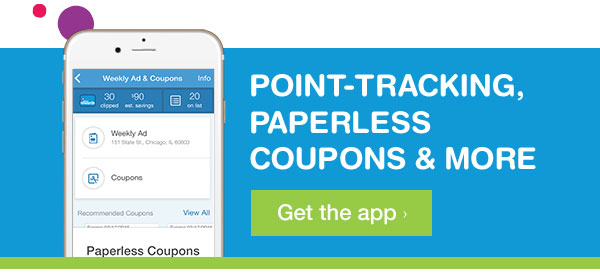 Weekly Ad & Coupons Info
30 $90 20
clipped est. savings on list
Weekly Ad
151 State St., Chicago, IL 60603
Coupons
Recommended Coupons View All
Paperless Coupons
POINT-TRACKING,
PAPERLESS
COUPONS & MORE
Get the app ›